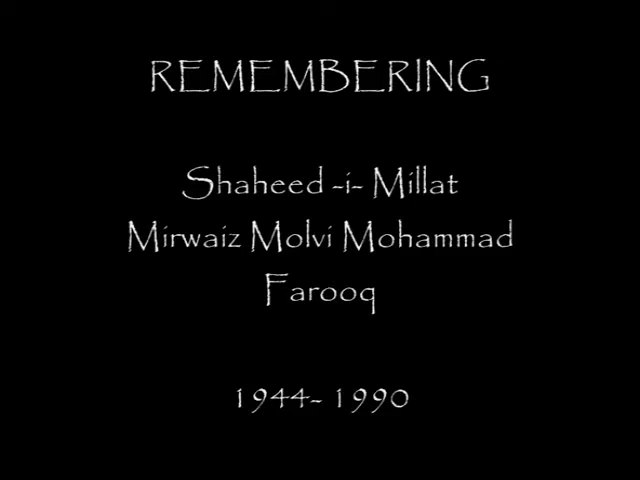 REMEMBERING
Shaheed -i- Millat
Mirwaiz Molvi Mohammad
Farooq
1944- 1990